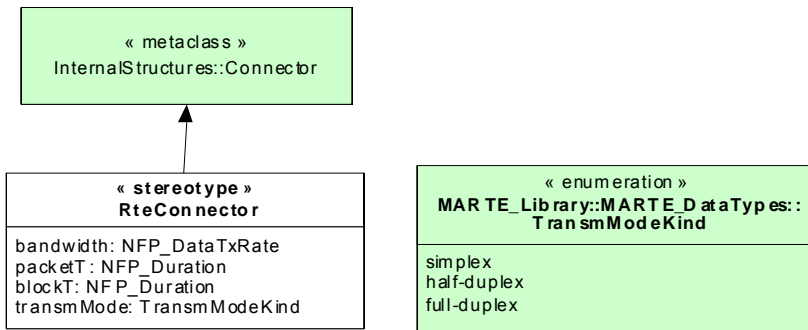 « metaclass »
InternalStructures::Connector
« stereotype »
RteConnector
bandwidth: NFP_DataTxRate
packetT: NFP_Duration
blockT: NFP_Duration
transmMode: TransmModeKind
« enumeration »
MARTE_Library::MARTE_DataTypes::
TransmModeKind
simplex
half-duplex
full-duplex